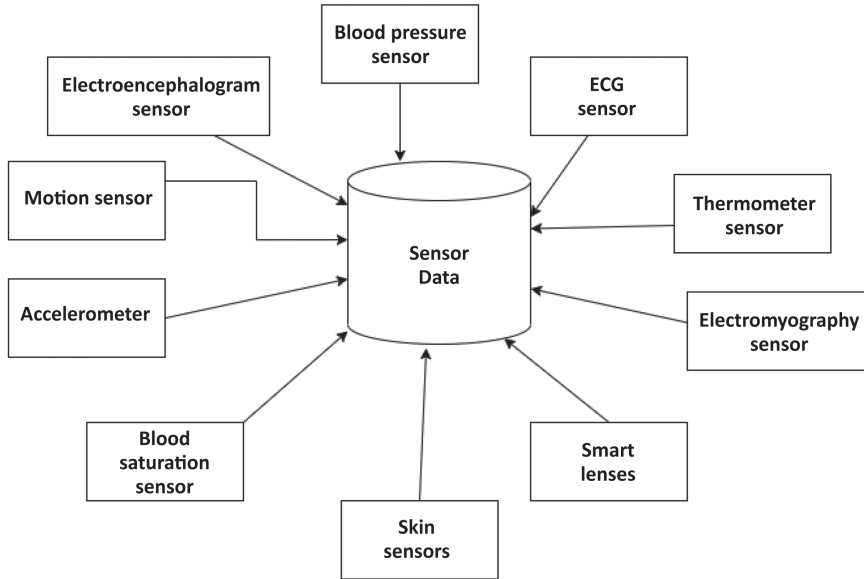 Blood pressure
sensor
Electroencephalogram
sensor
ECG
sensor
Motion sensor
Thermometer
sensor
Sensor
Data
Accelerometer
Electromyography
sensor
Blood
saturation
sensor
Smart
lenses
Skin
sensors